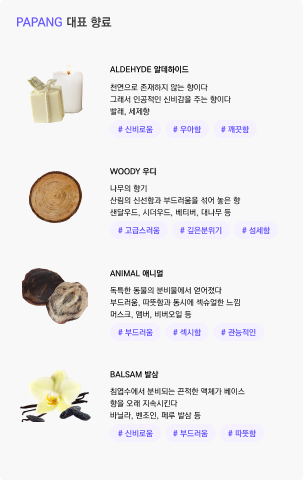 PAPANG 대표 향료
ALDEHYDE 알데하이드
천연으로 존재하지 않는 향이다
그래서 인공적인 신비감을 주는 향이다
빨래, 세제향
# 신비로움 # 우아함 # 깨끗함
WOODY 우디
나무의 향기
산림의 신선함과 부드러움을 섞어 놓은 향
샌달우드, 시더우드, 베티버, 대나무 등
# 고급스러움 # 깊은분위기 # 섬세함
ANIMAL 애니멀
독특한 동물의 분비물에서 얻어졌다
부드러움, 따뜻함과 동시에 섹슈얼한 느낌
머스크, 앰버, 비버오일 등
# 부드러움 # 섹시함 # 관능적인
BALSAM 발삼
침엽수에서 분비되는 끈적한 액체가 베이스
향을 오래 지속시킨다
바닐라, 벤조인, 페루 발삼 등
# 신비로움 # 부드러움 # 따뜻함